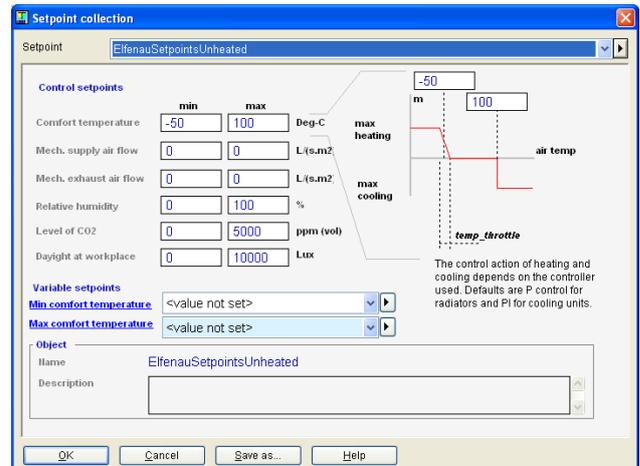 Setpoint collection
Setpoint ElfenauSetpointsUnheated
Control setpoints
min max
Comfort temperature -50 100 Deg-C
Mech. supply air flow 0 0 L/(s.m2)
Mech. exhaust air flow 0 0 L/(s.m2)
Relative humidity 0 100 %
Level of CO2 0 5000 ppm (vol)
Dayight at workplace 0 10000 Lux
-50
m 100
max
heating
air temp
max
cooling
temp_throttle
The control action of heating and
cooling depends on the controller
used. Defaults are P control for
radiators and PI for cooling units.
Variable setpoints
Min comfort temperature <value not set>
Max comfort temperature <value not set>
Object
Name ElfenauSetpointsUnheated
Description
OK Cancel Save as... Help